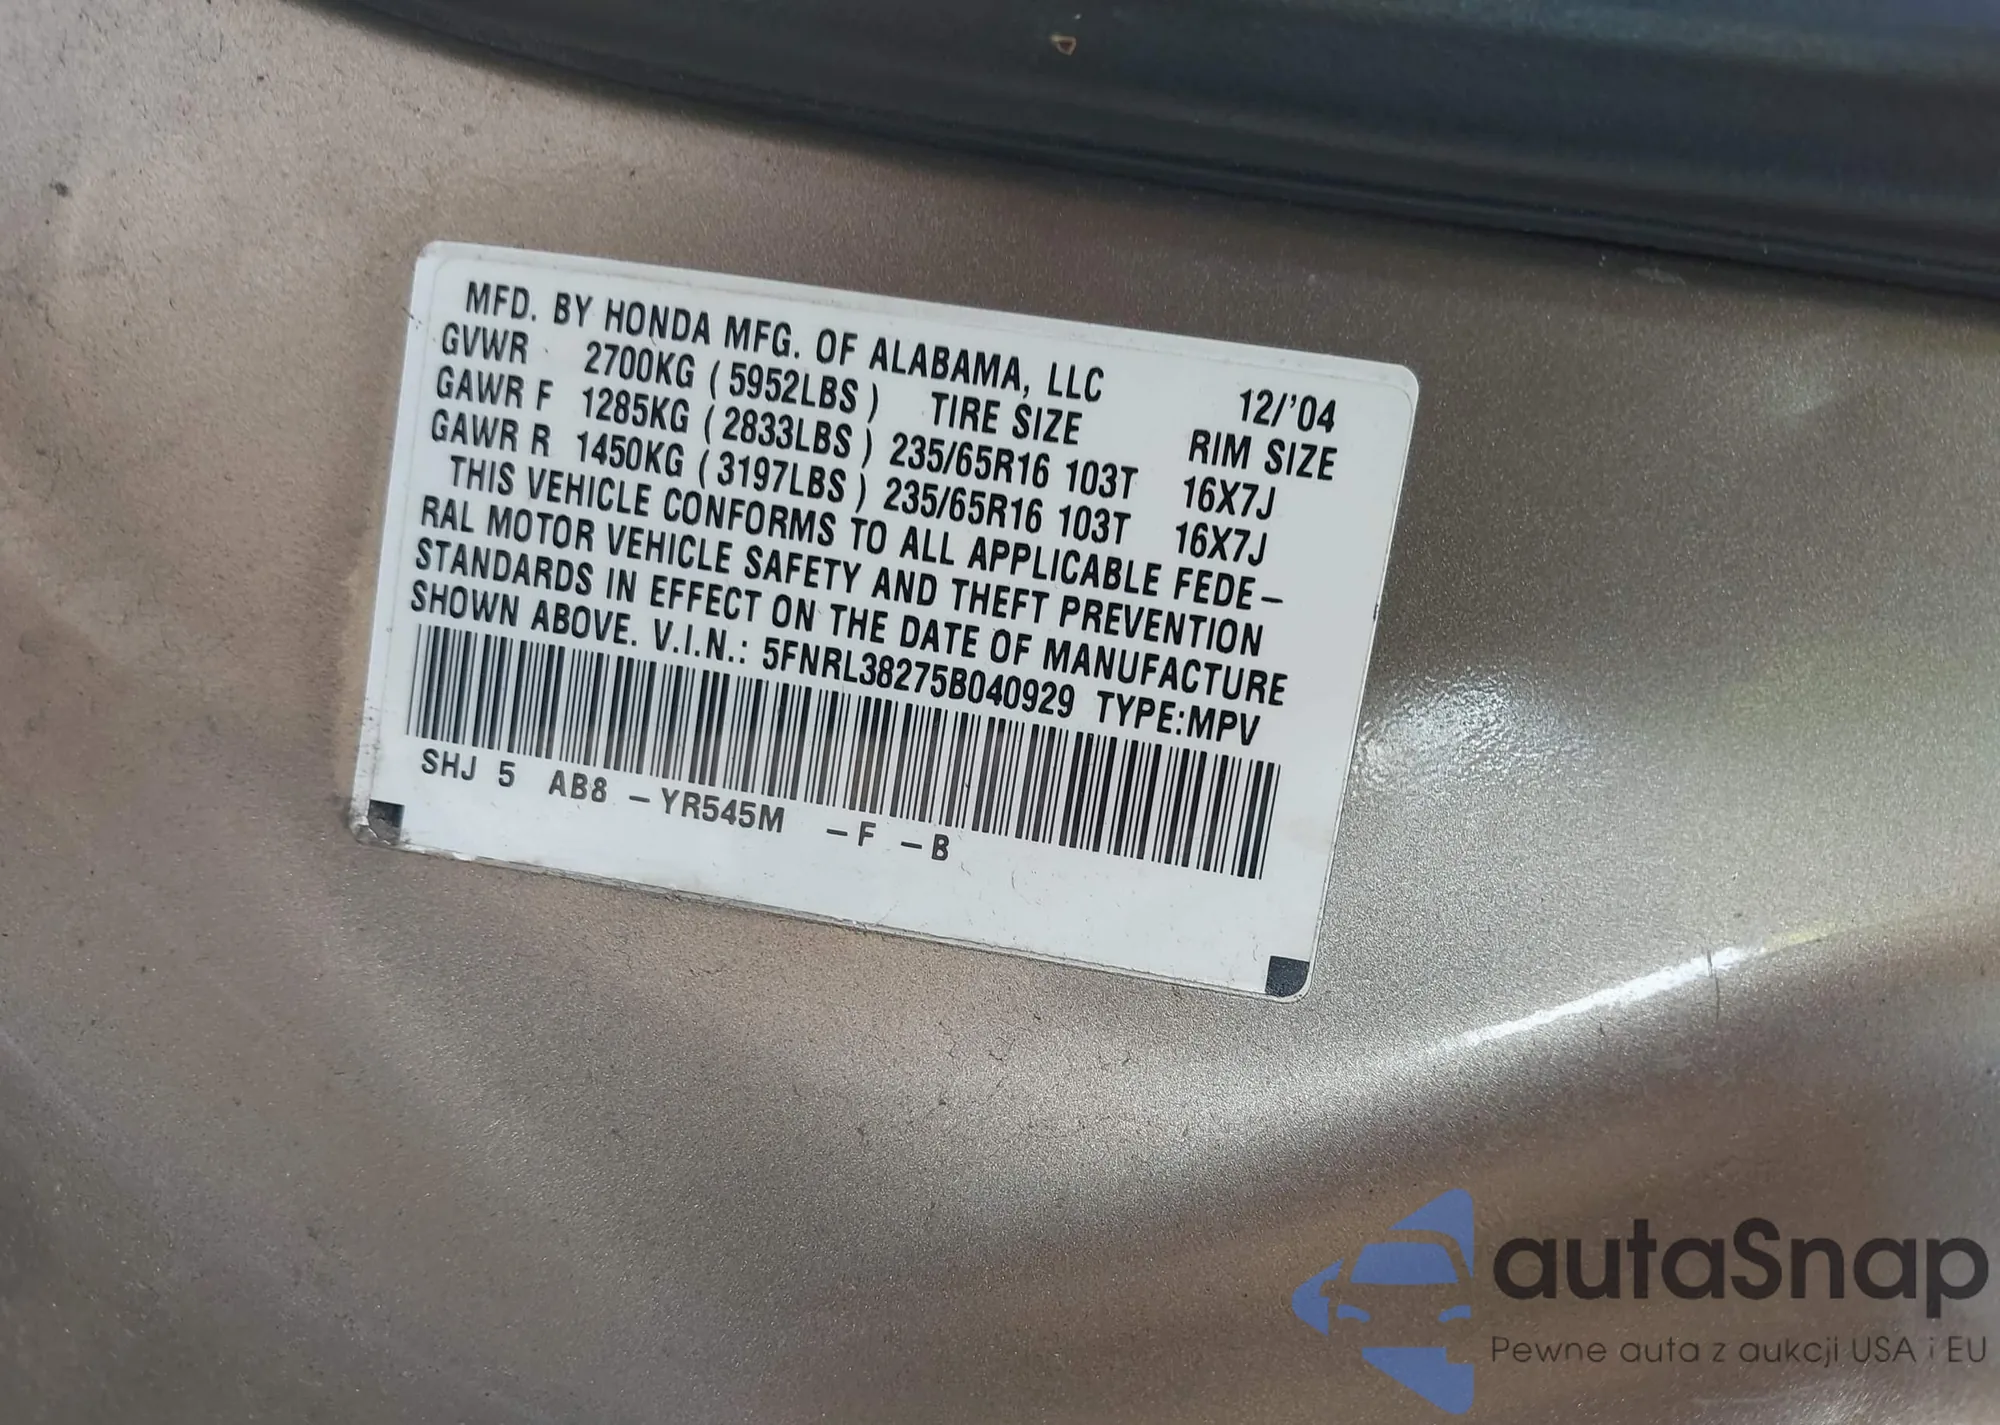 MFD. BY HONDA MFG. OF ALABAMA, LLC 12/'04
GVWR 2700KG (5952LBS) TIRE SIZE RIM SIZE
GAWR F 1285KG (2833LBS) 235/65R16 103T 16X7J
GAWR R 1450KG (3197LBS) 235/65R16 103T 16X7J
THIS VEHICLE CONFORMS TO ALL APPLICABLE FEDE-
RAL MOTOR VEHICLE SAFETY AND THEFT PREVENTION
STANDARDS IN EFFECT ON THE DATE OF MANUFACTURE
SHOWN ABOVE. V.I.N.: 5FNRL38275B040929 TYPE:MPV
SHJ 5 AB8 -YR545M -F -B
autaSnap
Pewne auta z aukcji USA i EU